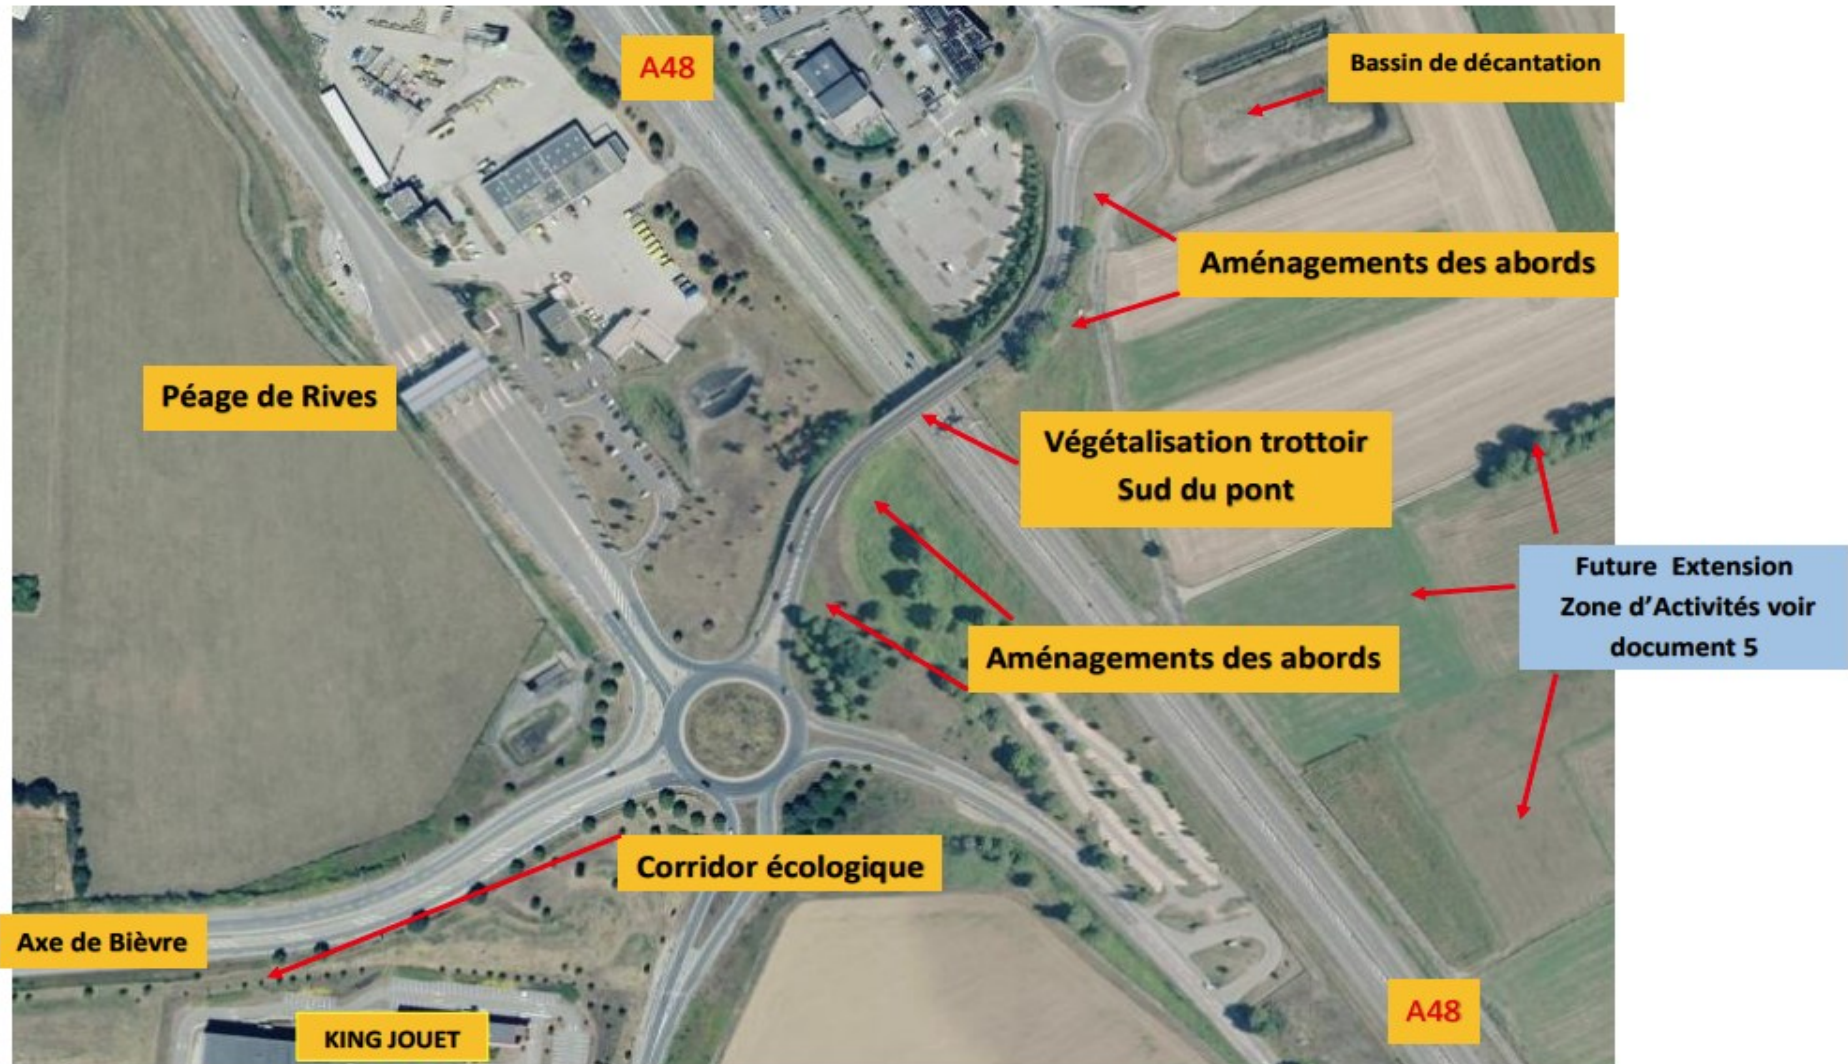 A48
Bassin de décantation
Aménagements des abords
Péage de Rives
Végétalisation trottoir
Sud du pont
Future Extension
Zone d'Activités voir
document 5
Aménagements des abords
Corridor écologique
Axe de Bièvre
A48
KING JOUET